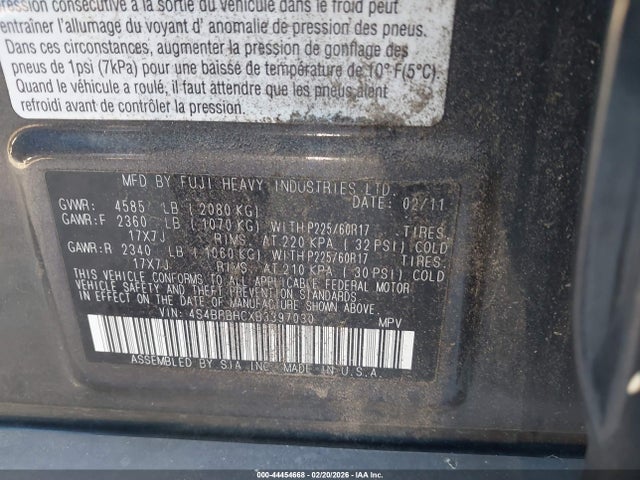 pression consécutive à la sortie du véhicule dans le froid peut
entraîner l'allumage du voyant d' anomalie de pression des pneus.
Dans ces circonstances, augmenter la pression de gonflage des
pneus de 1psi (7kPa) pour une baisse de température de 10° F(5°C)
Quand le véhicule a roulé, il faut attendre que les pneus aient
refroidi avant de contrôler la pression.
MFD BY FUJI HEAVY INDUSTRIES LTD.
GVWR: 4585 LB (2080 KG) DATE: 02/11
GAWR:F 2360 LB (1070 KG) WITH P225/60R17 TIRES,
17X7J RIMS, AT 220 KPA (32 PSI) COLD
GAWR:R 2340 LB (1060 KG) WITH P225/60R17 TIRES,
17X7J RIMS, AT 210 KPA (30 PSI) COLD
THIS VEHICLE CONFORMS TO ALL APPLICABLE FEDERAL MOTOR
VEHICLE SAFETY AND THEFT PREVENTION STANDARDS
IN EFFECT ON THE DATE OF MANUFACTURE SHOWN ABOVE.
VIN: 4S4BRBHCXB3397030 MPV
ASSEMBLED BY SIA INC. MADE IN U.S.A.
000-44454668 - 02/20/2026 - IAAI.COM